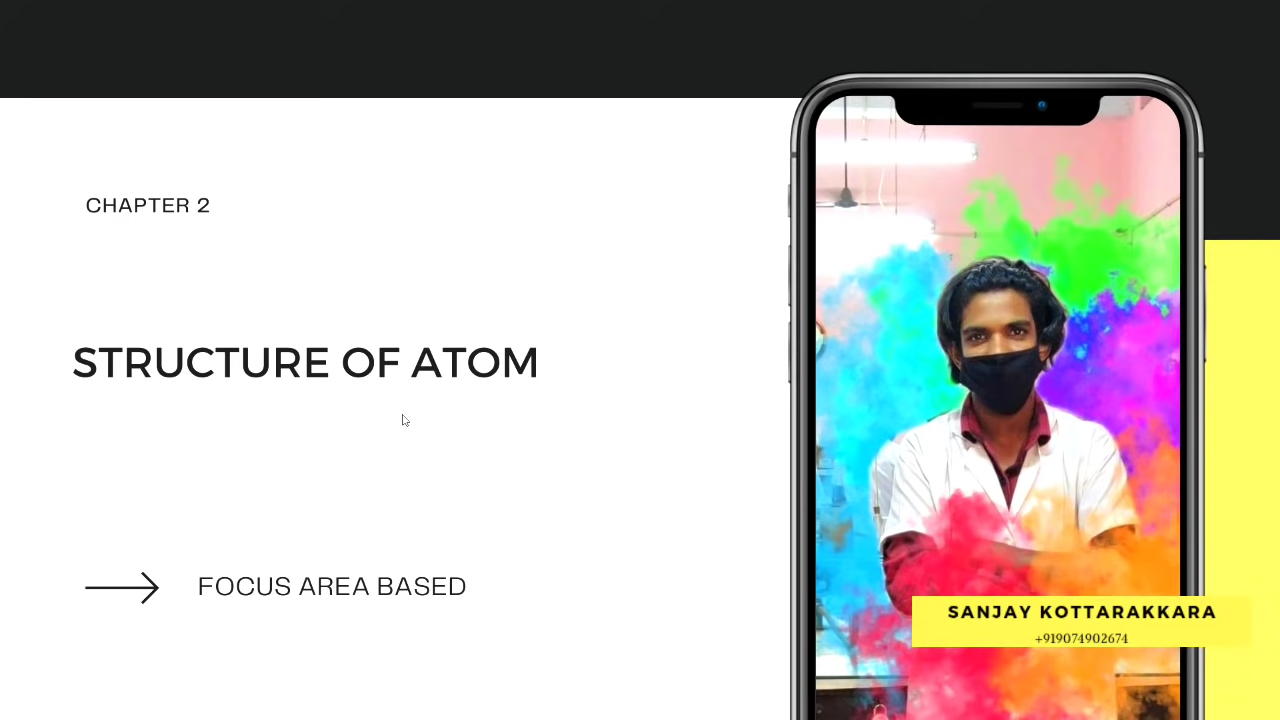 CHAPTER 2
STRUCTURE OF ATOM
FOCUS AREA BASED
SANJAY KOTTARAKKARA
+919074902674